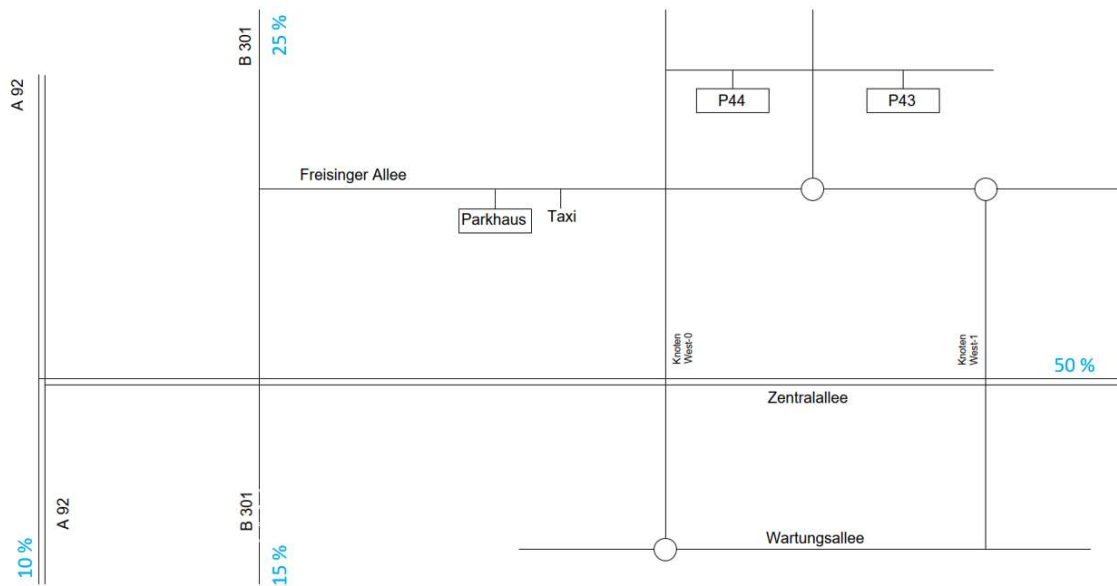 B 301
25 %
A 92
P44
P43
Freisinger Allee
Parkhaus
Taxi
Knoten
West-0
Knoten
West-1
50 %
Zentralallee
A 92
B 301
10 %
15 %
Wartungsallee